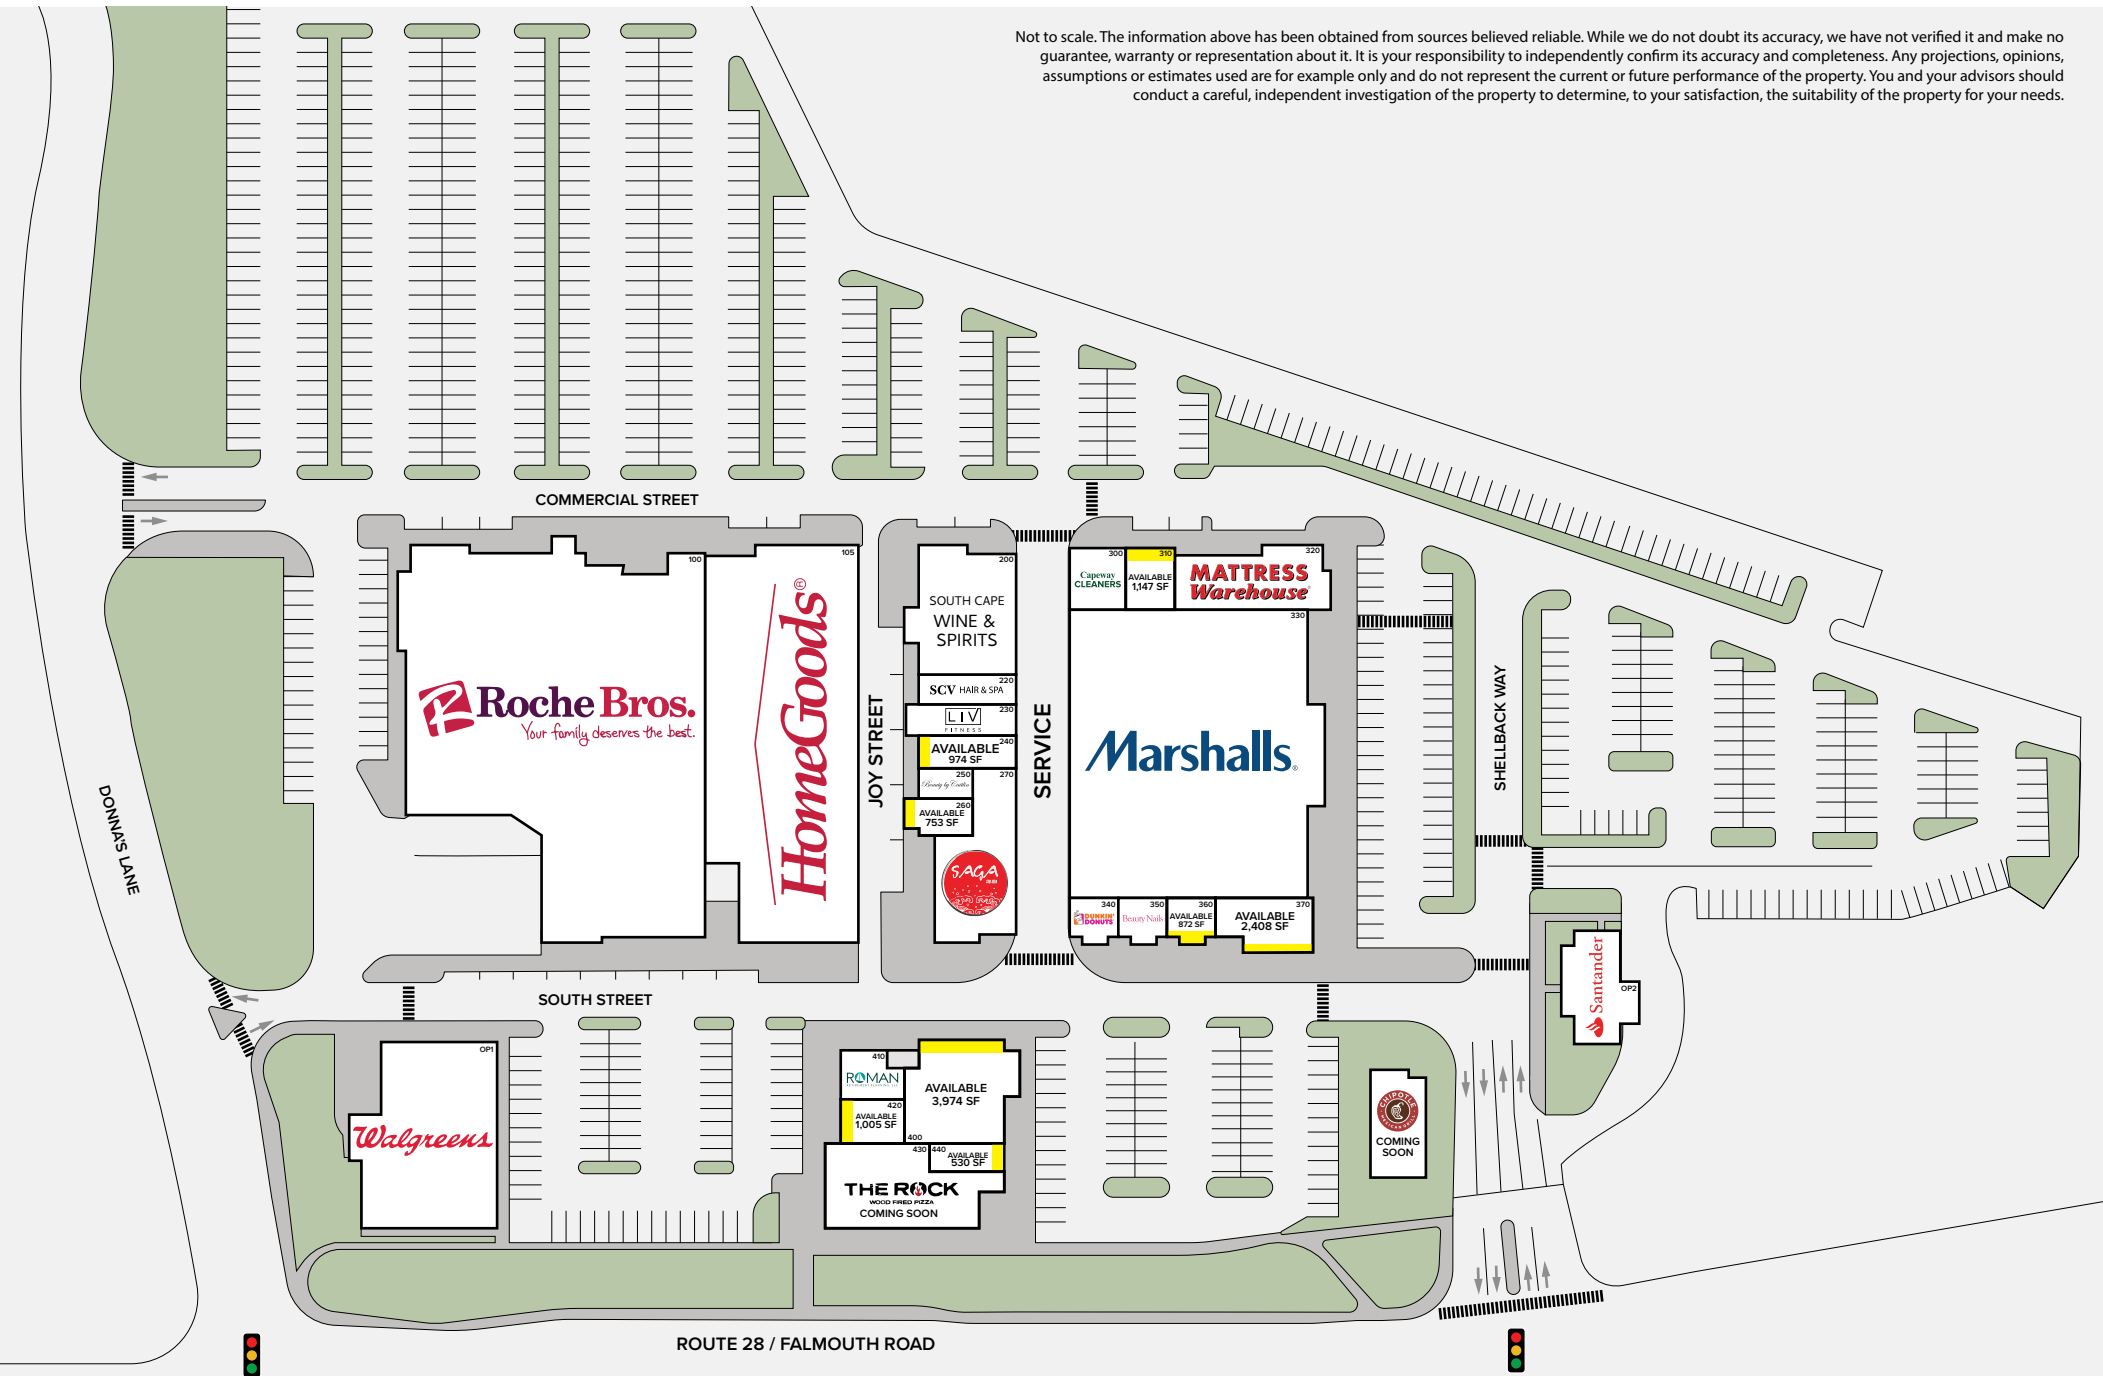 Not to scale. The information above has been obtained from sources believed reliable. While we do not doubt its accuracy, we have not verified it and make no
guarantee, warranty or representation about it. It is your responsibility to independently confirm its accuracy and completeness. Any projections, opinions,
assumptions or estimates used are for example only and do not represent the current or future performance of the property. You and your advisors should
conduct a careful, independent investigation of the property to determine, to your satisfaction, the suitability of the property for your needs.
COMMERCIAL STREET
100
Roche Bros.
Your family deserves the best.
105
HomeGoods®
JOY STREET
200
SOUTH CAPE
WINE &
SPIRITS
220
SCV HAIR & SPA
230
LIV
FITNESS
240
AVAILABLE
974 SF
250
Beauty by Caitlin
260
AVAILABLE
753 SF
270
SAGA
SERVICE
300
Capeway
CLEANERS
310
AVAILABLE
1,147 SF
320
MATTRESS
Warehouse
330
Marshalls®
340
DUNKIN'
DONUTS
350
Beauty Nails
360
AVAILABLE
872 SF
370
AVAILABLE
2,408 SF
SHELLBACK WAY
DONNA'S LANE
Santander
OP2
SOUTH STREET
OP1
Walgreens
410
ROMAN
AVAILABLE
3,974 SF
400
420
AVAILABLE
1,005 SF
430
440
AVAILABLE
530 SF
THE ROCK
WOOD FIRED PIZZA
COMING SOON
CHIPOTLE
MEXICAN GRILL
COMING
SOON
ROUTE 28 / FALMOUTH ROAD